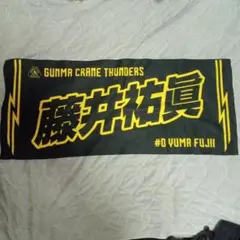 GUNMA CRANE THUNDERS
藤井祐眞
#0 YUMA FUJII